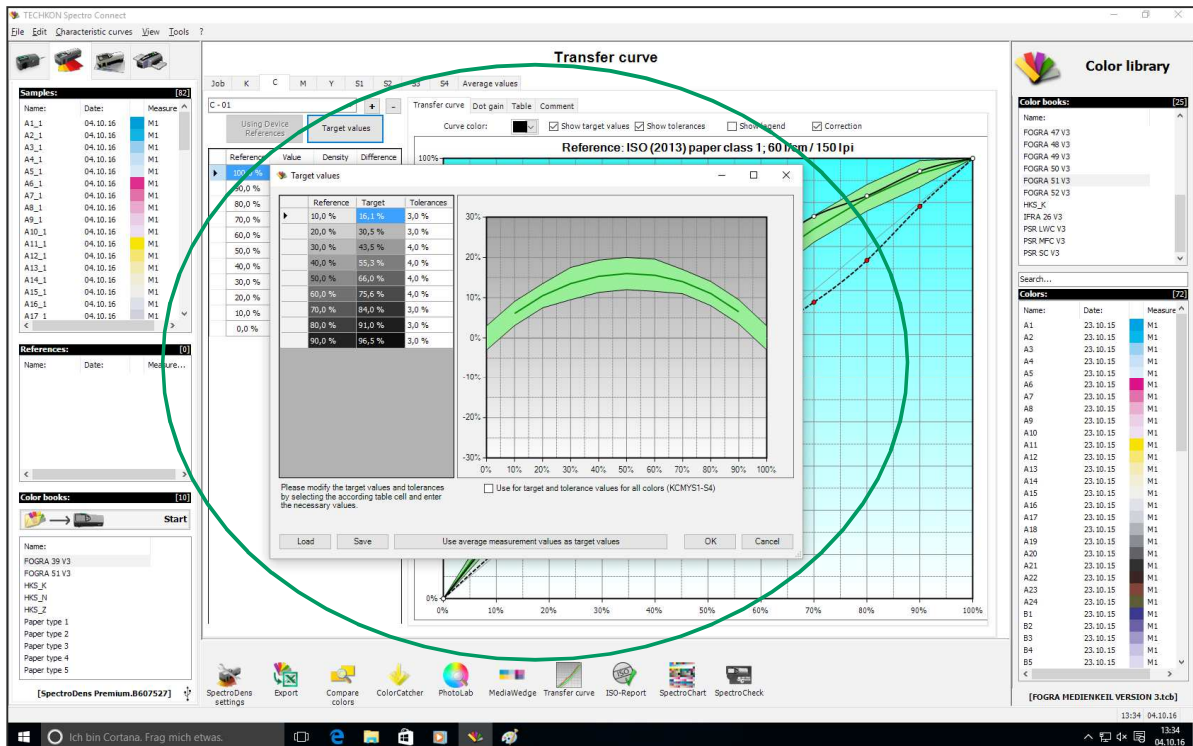 TECHKON Spectro Connect
File Edit Characteristic curves View Tools ?
Samples: [82]
Name: Date: Measure
A1_1 04.10.16 M1
A2_1 04.10.16 M1
A3_1 04.10.16 M1
A4_1 04.10.16 M1
A5_1 04.10.16 M1
A6_1 04.10.16 M1
A7_1 04.10.16 M1
A8_1 04.10.16 M1
A9_1 04.10.16 M1
A10_1 04.10.16 M1
A11_1 04.10.16 M1
A12_1 04.10.16 M1
A13_1 04.10.16 M1
A14_1 04.10.16 M1
A15_1 04.10.16 M1
A16_1 04.10.16 M1
A17 1 04.10.16 M1
References: [0]
Name: Date: Measure...
Color books: [10]
Start
Name:
FOGRA 39 V3
FOGRA 51 V3
HKS_K
HKS_N
HKS_Z
Paper type 1
Paper type 2
Paper type 3
Paper type 4
Paper type 5
[SpectroDens Premium.B607527]
Transfer curve
Job K C M Y S1 S2 S3 S4 Average values
C - 01 + -
Using Device References
Target values
Reference Value Density Difference
100,0 %
90,0 %
80,0 %
70,0 %
60,0 %
50,0 %
40,0 %
30,0 %
20,0 %
10,0 %
0,0 %
Transfer curve Dot gain Table Comment
Curve color: Show target values Show tolerances Show legend Correction
Reference: ISO (2013) paper class 1; 60 l/cm / 150 lpi
100%
0%
0% 10% 20% 30% 40% 50% 60% 70% 80% 90% 100%
Target values
Reference Target Tolerances
10,0 % 16,1 % 3,0 %
20,0 % 30,5 % 3,0 %
30,0 % 43,5 % 4,0 %
40,0 % 55,3 % 4,0 %
50,0 % 66,0 % 4,0 %
60,0 % 75,6 % 4,0 %
70,0 % 84,0 % 3,0 %
80,0 % 91,0 % 3,0 %
90,0 % 96,5 % 3,0 %
30%
20%
10%
0%
-10%
-20%
-30%
0% 10% 20% 30% 40% 50% 60% 70% 80% 90% 100%
Please modify the target values and tolerances
by selecting the according table cell and enter
the necessary values.
Use for target and tolerance values for all colors (KCMYS1-S4)
Load Save Use average measurement values as target values OK Cancel
SpectroDens settings
Export
Compare colors
ColorCatcher
PhotoLab
MediaWedge
Transfer curve
ISO-Report
SpectroChart
SpectroCheck
Color library
Color books: [25]
Name:
FOGRA 47 V3
FOGRA 48 V3
FOGRA 49 V3
FOGRA 50 V3
FOGRA 51 V3
FOGRA 52 V3
HKS_K
IFRA 26 V3
PSR LWC V3
PSR MFC V3
PSR SC V3
Search...
Colors: [72]
Name: Date: Measure
A1 23.10.15 M1
A2 23.10.15 M1
A3 23.10.15 M1
A4 23.10.15 M1
A5 23.10.15 M1
A6 23.10.15 M1
A7 23.10.15 M1
A8 23.10.15 M1
A9 23.10.15 M1
A10 23.10.15 M1
A11 23.10.15 M1
A12 23.10.15 M1
A13 23.10.15 M1
A14 23.10.15 M1
A15 23.10.15 M1
A16 23.10.15 M1
A17 23.10.15 M1
A18 23.10.15 M1
A19 23.10.15 M1
A20 23.10.15 M1
A21 23.10.15 M1
A22 23.10.15 M1
A23 23.10.15 M1
A24 23.10.15 M1
B1 23.10.15 M1
B2 23.10.15 M1
B3 23.10.15 M1
B4 23.10.15 M1
B5 23.10.15 M1
[FOGRA MEDIENKEIL VERSION 3.tcb]
13:34 04.10.16
Ich bin Cortana. Frag mich etwas.
13:34
04.10.16